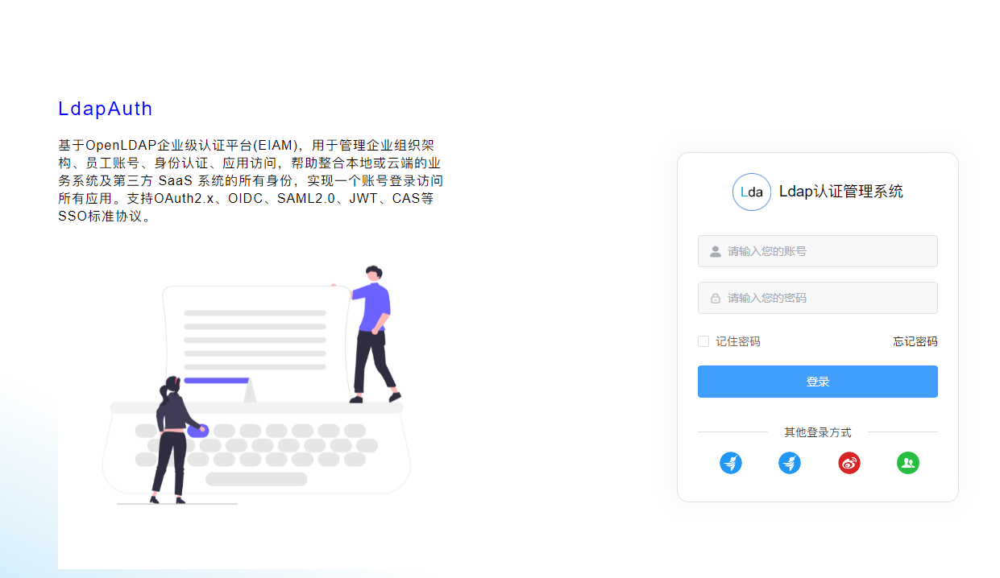 LdapAuth
基于OpenLDAP企业级认证平台(EIAM)，用于管理企业组织架
构、员工账号、身份认证、应用访问，帮助整合本地或云端的业
务系统及第三方 SaaS 系统的所有身份，实现一个账号登录访问
所有应用。支持OAuth2.x、OIDC、SAML2.0、JWT、CAS等
SSO标准协议。
Lda Ldap认证管理系统
请输入您的账号
请输入您的密码
记住密码 忘记密码
登录
其他登录方式